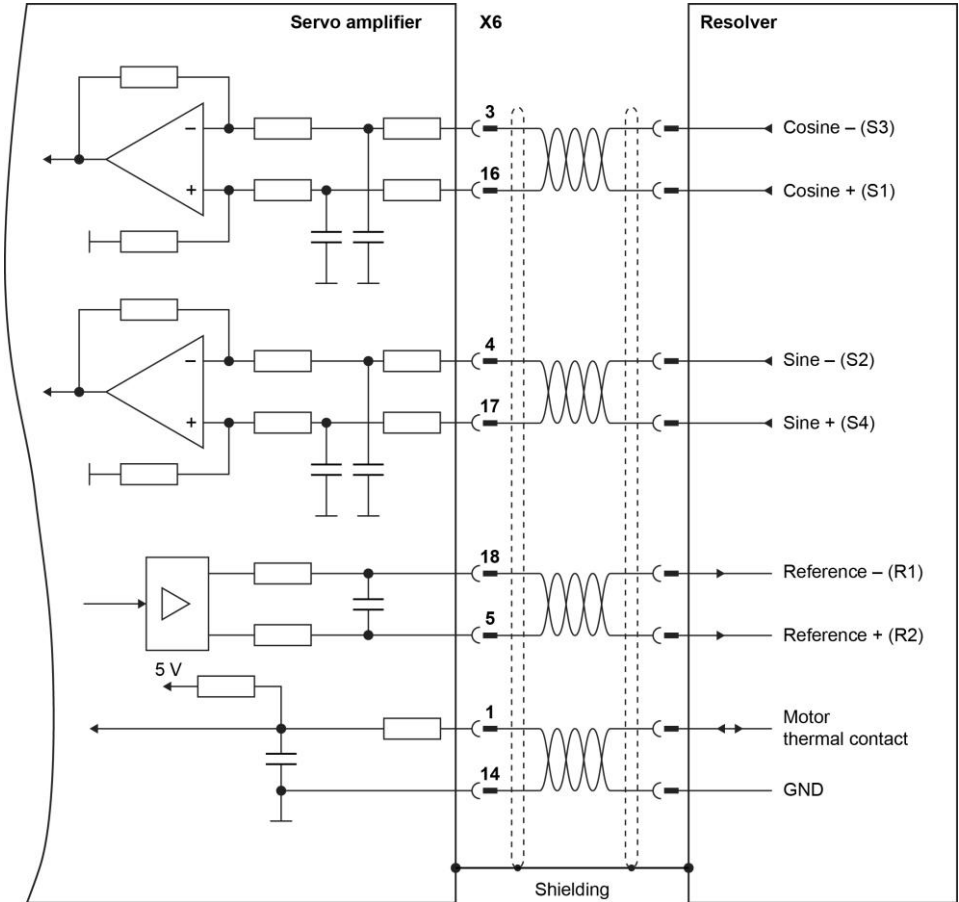 Servo amplifier
X6
Resolver
3
Cosine – (S3)
–
16
Cosine + (S1)
+
4
Sine – (S2)
–
17
Sine + (S4)
+
18
Reference – (R1)
5
Reference + (R2)
5 V
1
Motor
thermal contact
14
GND
Shielding